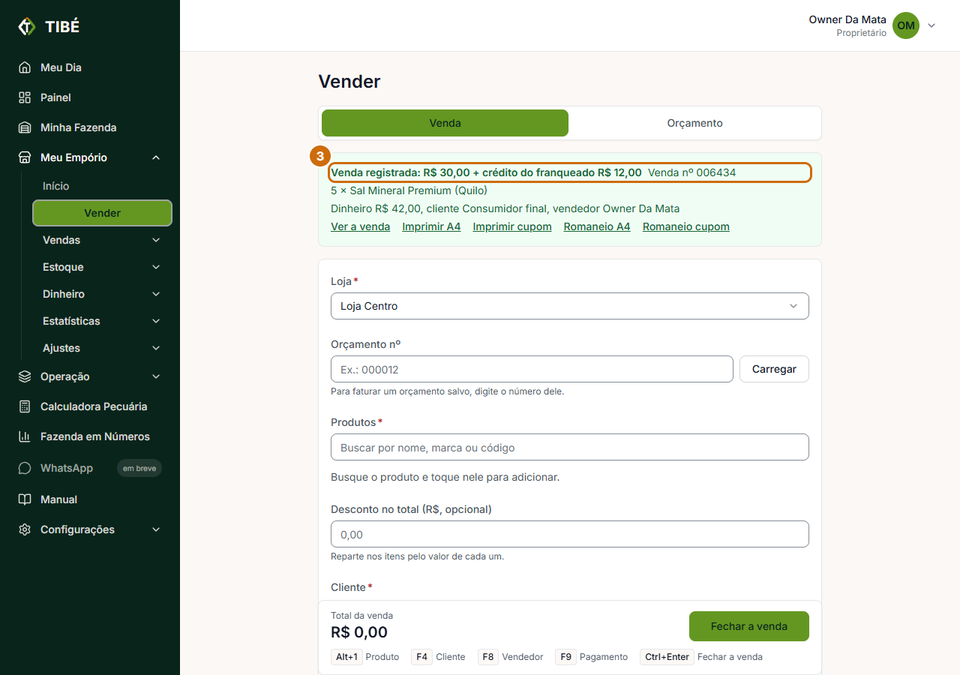 TIBÉ
Owner Da Mata
Proprietário
OM
Meu Dia
Painel
Minha Fazenda
Meu Empório
Início
Vender
Vendas
Estoque
Dinheiro
Estatísticas
Ajustes
Operação
Calculadora Pecuária
Fazenda em Números
WhatsApp em breve
Manual
Configurações
Vender
Venda Orçamento
3
Venda registrada: R$ 30,00 + crédito do franqueado R$ 12,00 Venda nº 006434
5 × Sal Mineral Premium (Quilo)
Dinheiro R$ 42,00, cliente Consumidor final, vendedor Owner Da Mata
Ver a venda Imprimir A4 Imprimir cupom Romaneio A4 Romaneio cupom
Loja*
Loja Centro
Orçamento nº
Ex.: 000012 Carregar
Para faturar um orçamento salvo, digite o número dele.
Produtos*
Buscar por nome, marca ou código
Busque o produto e toque nele para adicionar.
Desconto no total (R$, opcional)
0,00
Reparte nos itens pelo valor de cada um.
Cliente*
Total da venda
R$ 0,00
Fechar a venda
Alt+1 Produto F4 Cliente F8 Vendedor F9 Pagamento Ctrl+Enter Fechar a venda